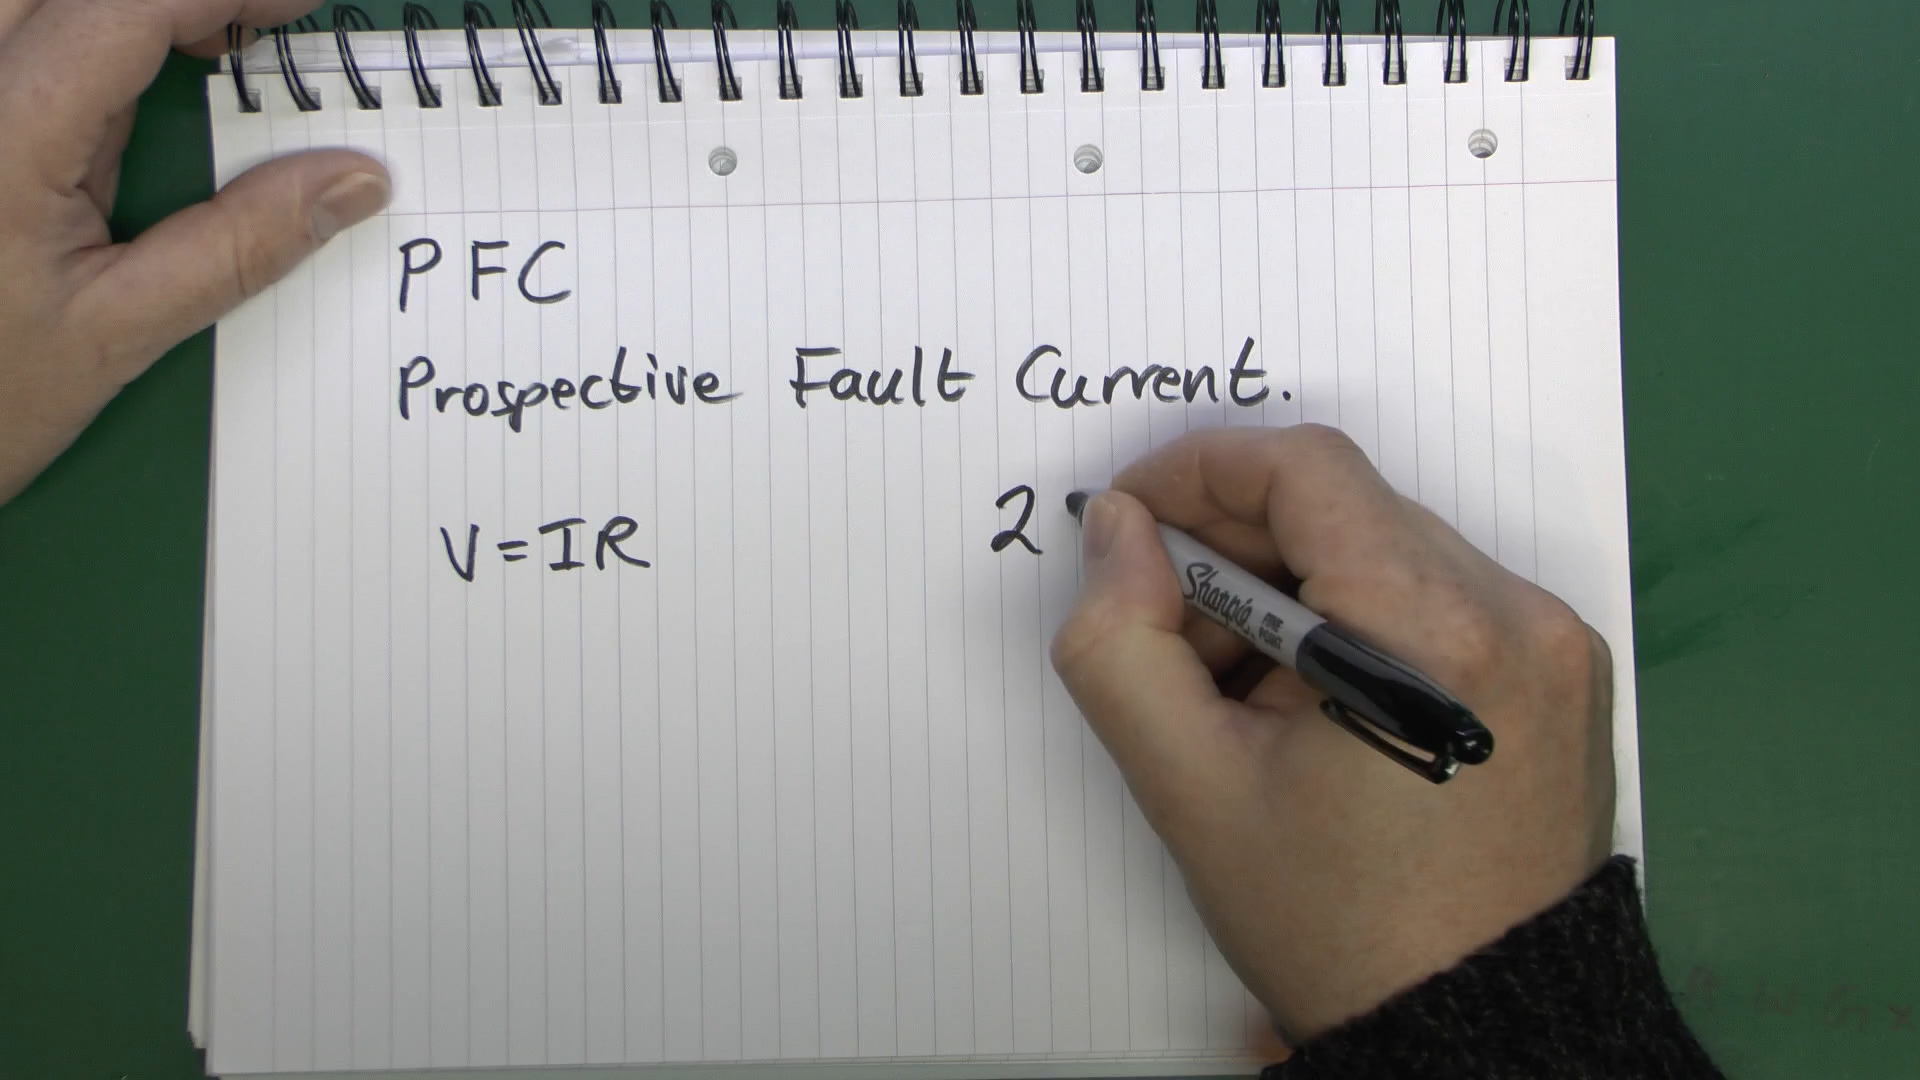 PFC
Prospective Fault Current.
V=IR
2
Sharpie
FINE
POINT